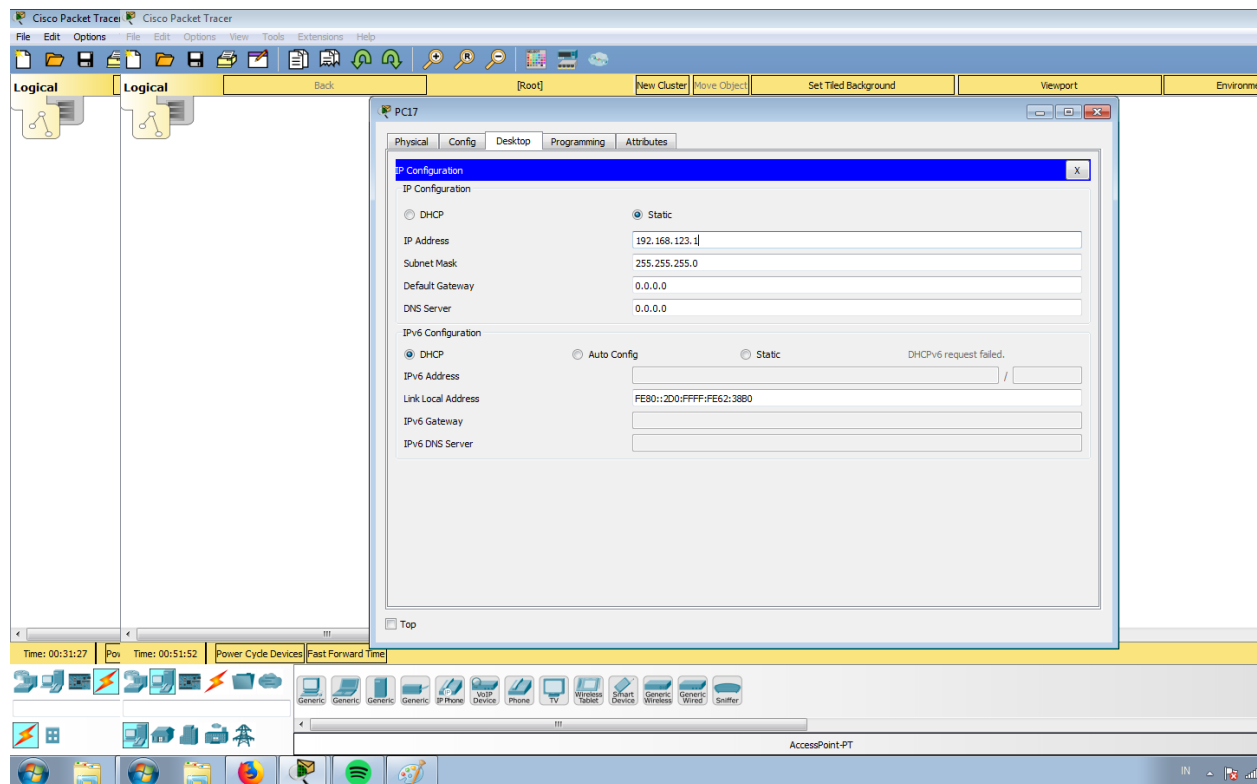 Cisco Packet Tracer Cisco Packet Tracer
File Edit Options File Edit Options View Tools Extensions Help
Logical Logical Back [Root] New Cluster Move Object Set Tiled Background Viewport
PC17
Physical Config Desktop Programming Attributes
IP Configuration X
IP Configuration
DHCP Static
IP Address 192.168.123.1
Subnet Mask 255.255.255.0
Default Gateway 0.0.0.0
DNS Server 0.0.0.0
IPv6 Configuration
DHCP Auto Config Static DHCPv6 request failed.
IPv6 Address /
Link Local Address FE80::2D0:FFFF:FE62:38B0
IPv6 Gateway
IPv6 DNS Server
Top
Time: 00:31:27 Time: 00:51:52 Power Cycle Devices Fast Forward Time
Generic Generic Generic Generic IP Phone VoIP Device Phone TV Wireless Tablet Smart Device Generic Wireless Generic Wired Sniffer
AccessPoint-PT
IN